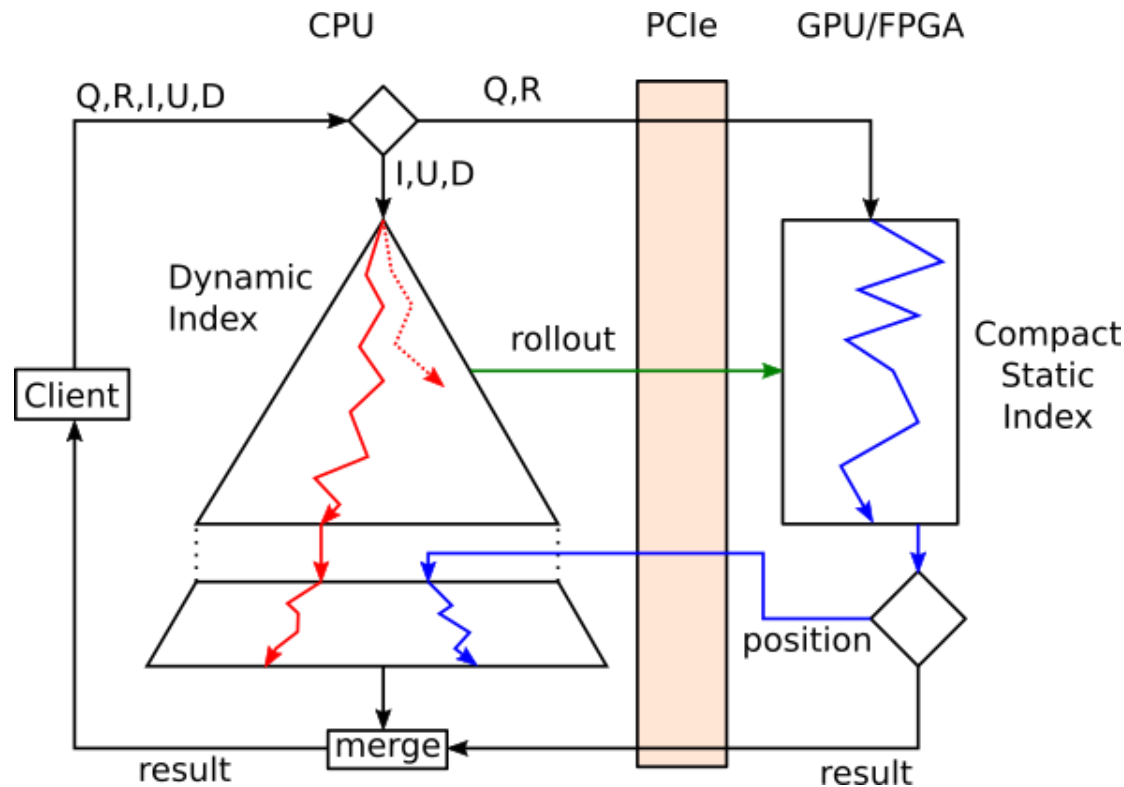 CPU
PCIe
GPU/FPGA
Q,R,I,U,D
Q,R
I,U,D
Dynamic
Index
rollout
Compact
Static
Index
Client
position
merge
result
result